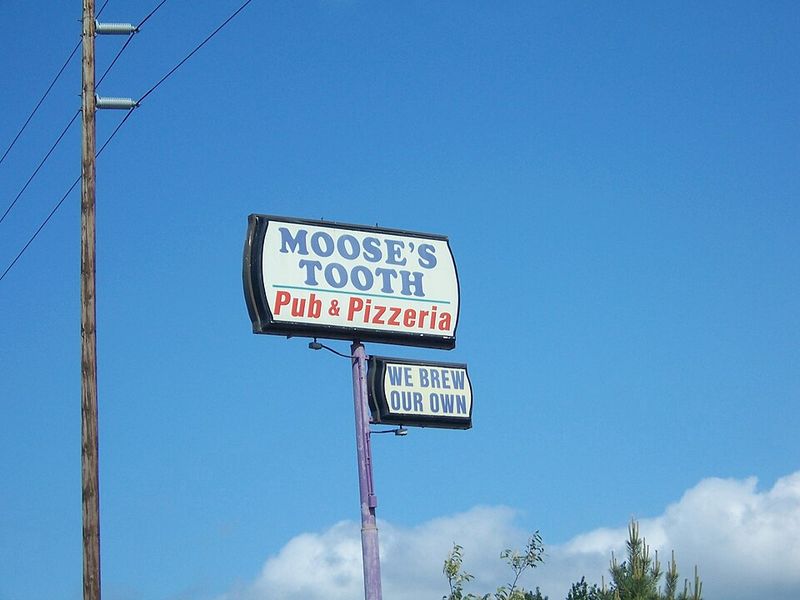 MOOSE'S
TOOTH
Pub & Pizzeria
WE BREW
OUR OWN